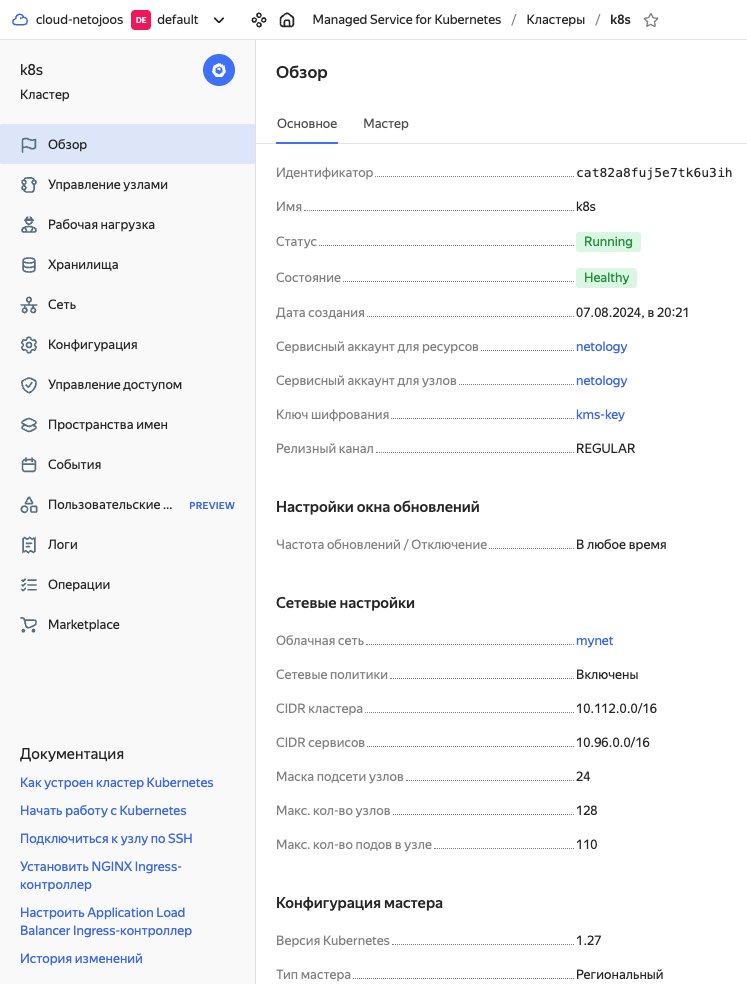 cloud-netojoos DE default Managed Service for Kubernetes / Кластеры / k8s
k8s
Кластер
Обзор
Управление узлами
Рабочая нагрузка
Хранилища
Сеть
Конфигурация
Управление доступом
Пространства имен
События
Пользовательские ... PREVIEW
Логи
Операции
Marketplace
Документация
Как устроен кластер Kubernetes
Начать работу с Kubernetes
Подключиться к узлу по SSH
Установить NGINX Ingress-
контроллер
Настроить Application Load
Balancer Ingress-контроллер
История изменений
Обзор
Основное Мастер
Идентификатор cat82a8fuj5e7tk6u3ih
Имя k8s
Статус Running
Состояние Healthy
Дата создания 07.08.2024, в 20:21
Сервисный аккаунт для ресурсов netology
Сервисный аккаунт для узлов netology
Ключ шифрования kms-key
Релизный канал REGULAR
Настройки окна обновлений
Частота обновлений / Отключение В любое время
Сетевые настройки
Облачная сеть mynet
Сетевые политики Включены
CIDR кластера 10.112.0.0/16
CIDR сервисов 10.96.0.0/16
Маска подсети узлов 24
Макс. кол-во узлов 128
Макс. кол-во подов в узле 110
Конфигурация мастера
Версия Kubernetes 1.27
Тип мастера Региональный